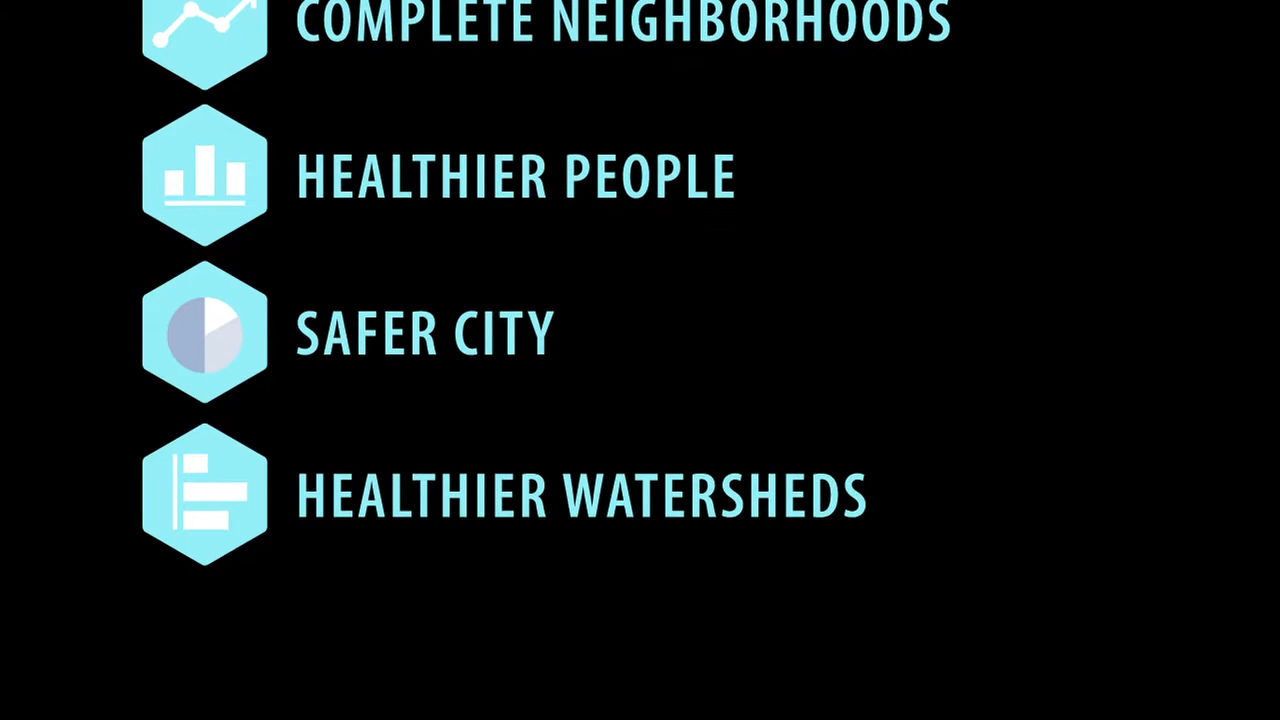 COMPLETE NEIGHBORHOODS
HEALTHIER PEOPLE
SAFER CITY
HEALTHIER WATERSHEDS